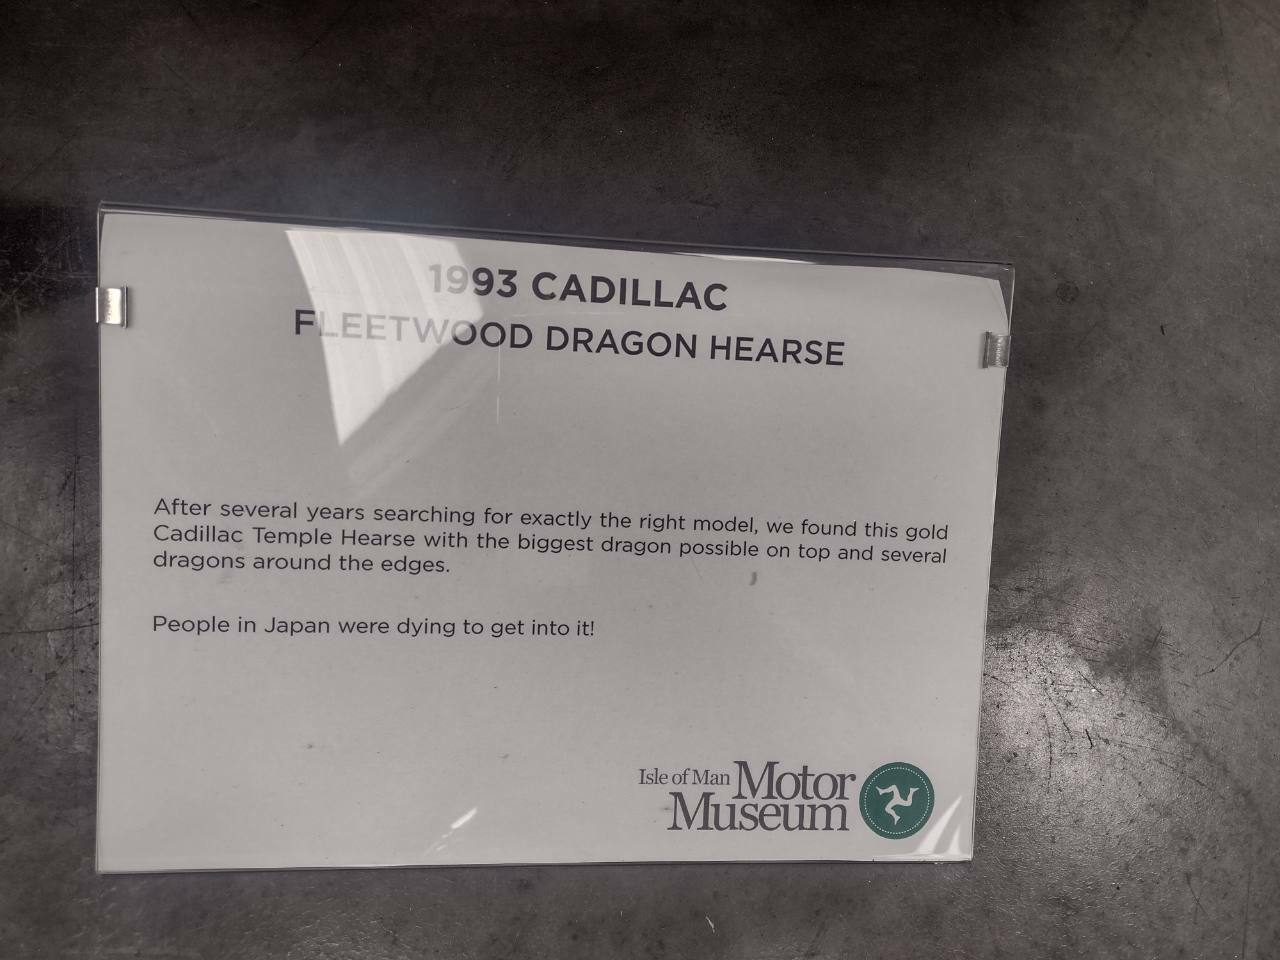 1993 CADILLAC
FLEETWOOD DRAGON HEARSE
After several years searching for exactly the right model, we found this gold
Cadillac Temple Hearse with the biggest dragon possible on top and several
dragons around the edges.
People in Japan were dying to get into it!
Isle of Man Motor
Museum